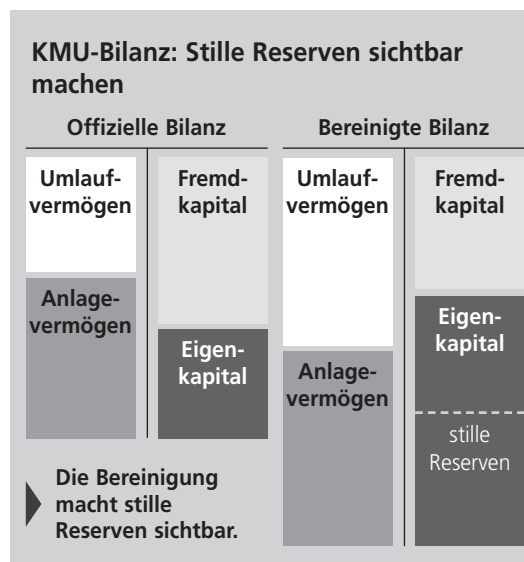 KMU-Bilanz: Stille Reserven sichtbar
machen
Offizielle Bilanz
Umlauf-
vermögen
Anlage-
vermögen
Fremd-
kapital
Eigen-
kapital
Bereinigte Bilanz
Umlauf-
vermögen
Anlage-
vermögen
Fremd-
kapital
Eigen-
kapital
stille
Reserven
Die Bereinigung
macht stille
Reserven sichtbar.